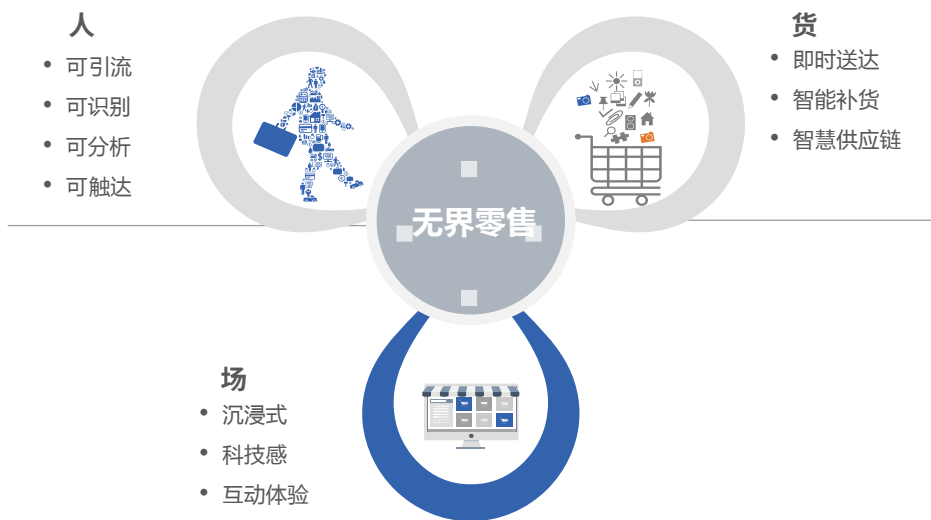 人
• 可引流
• 可识别
• 可分析
• 可触达
货
• 即时送达
• 智能补货
• 智慧供应链
无界零售
场
• 沉浸式
• 科技感
• 互动体验